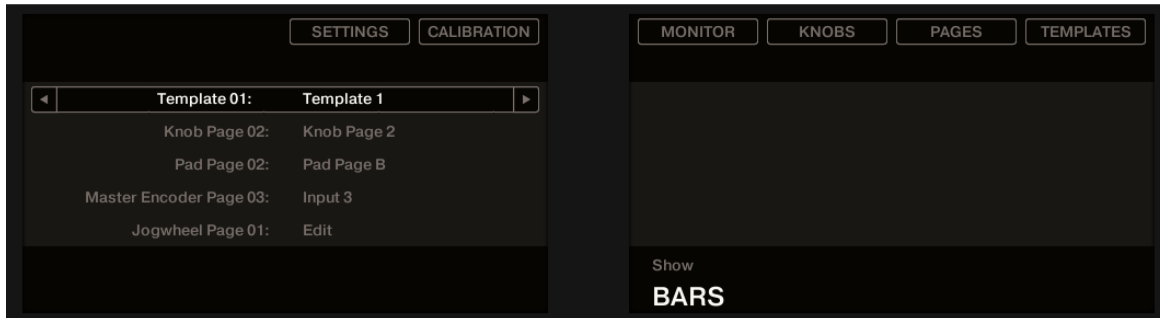 SETTINGS CALIBRATION
MONITOR KNOBS PAGES TEMPLATES
Template 01: Template 1
Knob Page 02: Knob Page 2
Pad Page 02: Pad Page B
Master Encoder Page 03: Input 3
Jogwheel Page 01: Edit
Show
BARS